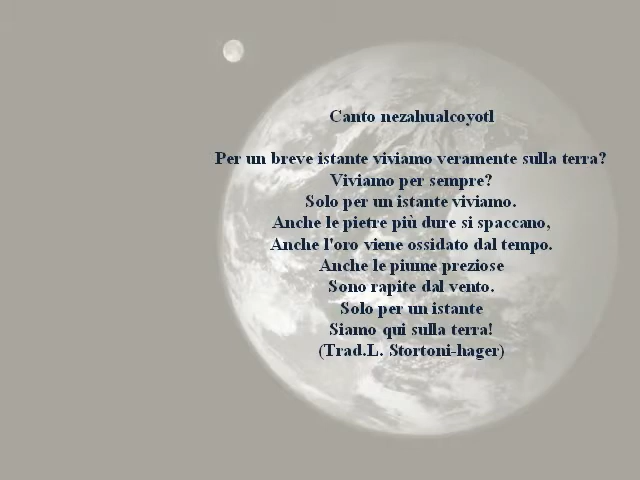 Canto nezahualcoyotl
Per un breve istante viviamo veramente sulla terra?
Viviamo per sempre?
Solo per un istante viviamo.
Anche le pietre più dure si spaccano,
Anche l'oro viene ossidato dal tempo.
Anche le piume preziose
Sono rapite dal vento.
Solo per un istante
Siamo qui sulla terra!
(Trad.L. Stortoni-hager)